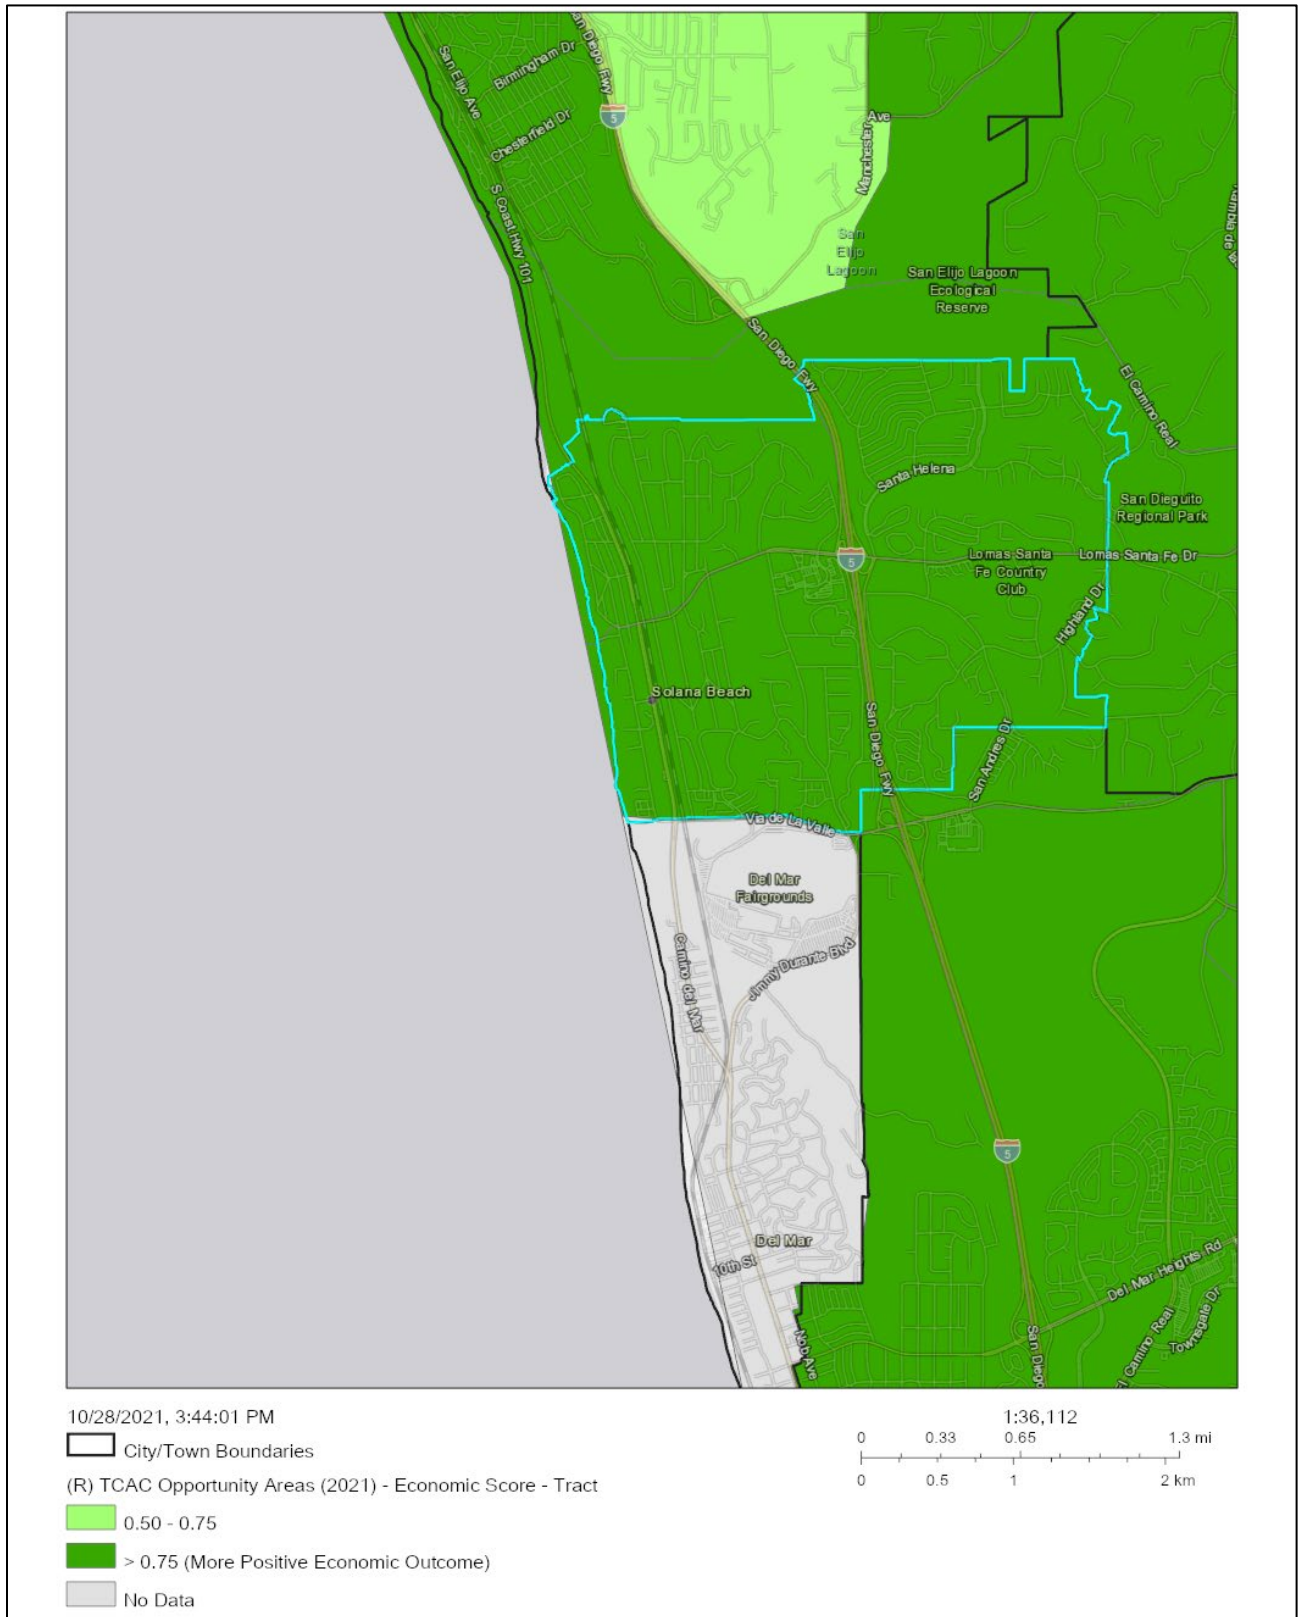 San Diego Fwy
Birmingham Dr
San Elijo Ave
5
Chesterfield Dr
Ave
Manchester
S Coast Hwy 101
San
Elijo
Lagoon
San Elijo Lagoon
Ecological
Reserve
San Diego Fwy
El Camino Real
Santa Helena
San Dieguito
Regional Park
5
Lomas Santa
Fe Country
Club
Lomas Santa Fe Dr
Highland Dr
Solana Beach
San Diego Fwy
San Andres Dr
Via de La Valle
Del Mar
Fairgrounds
Camino del Mar
Jimmy Durante Blvd
5
Del Mar
10th St
Del Mar Heights Rd
Nob Ave
San Diego
El Camino Real
Townsgate Dr
10/28/2021, 3:44:01 PM
City/Town Boundaries
(R) TCAC Opportunity Areas (2021) - Economic Score - Tract
0.50 - 0.75
> 0.75 (More Positive Economic Outcome)
No Data
1:36,112
0 0.33 0.65 1.3 mi
0 0.5 1 2 km